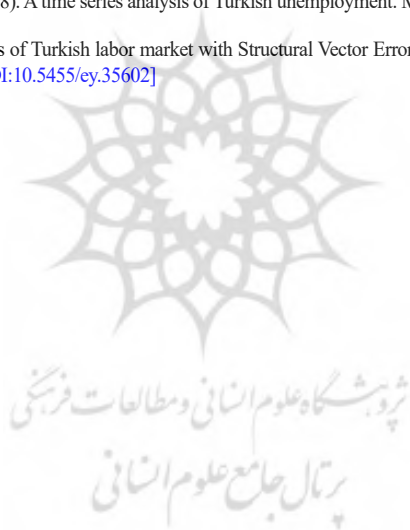 8). A time series analysis of Turkish unemployment. M
s of Turkish labor market with Structural Vector Error
I:10.5455/ey.35602]
پژوهشگاه علوم انسانی و مطالعات فرهنگی
پرتال جامع علوم انسانی